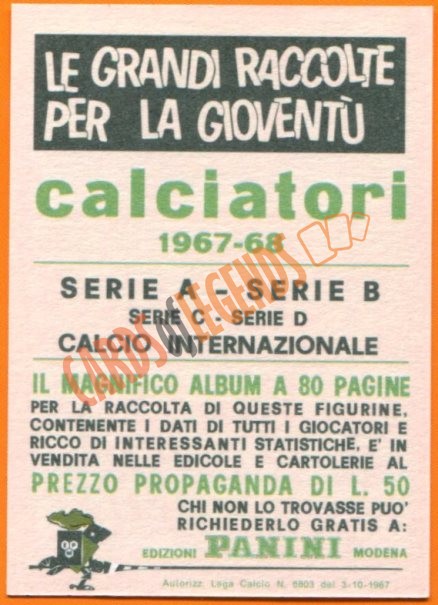 LE GRANDI RACCOLTE
PER LA GIOVENTÙ
calciatori
1967-68
SERIE A - SERIE B
SERIE C - SERIE D
CALCIO INTERNAZIONALE
IL MAGNIFICO ALBUM A 80 PAGINE
PER LA RACCOLTA DI QUESTE FIGURINE,
CONTENENTE I DATI DI TUTTI I GIOCATORI E
RICCO DI INTERESSANTI STATISTICHE, E' IN
VENDITA NELLE EDICOLE E CARTOLERIE AL
PREZZO PROPAGANDA DI L. 50
CHI NON LO TROVASSE PUO'
RICHIEDERLO GRATIS A:
EDIZIONI PANINI MODENA
Autorizz. Lega Calcio N. 6803 del 3-10-1967
CARDS OF LEGENDS